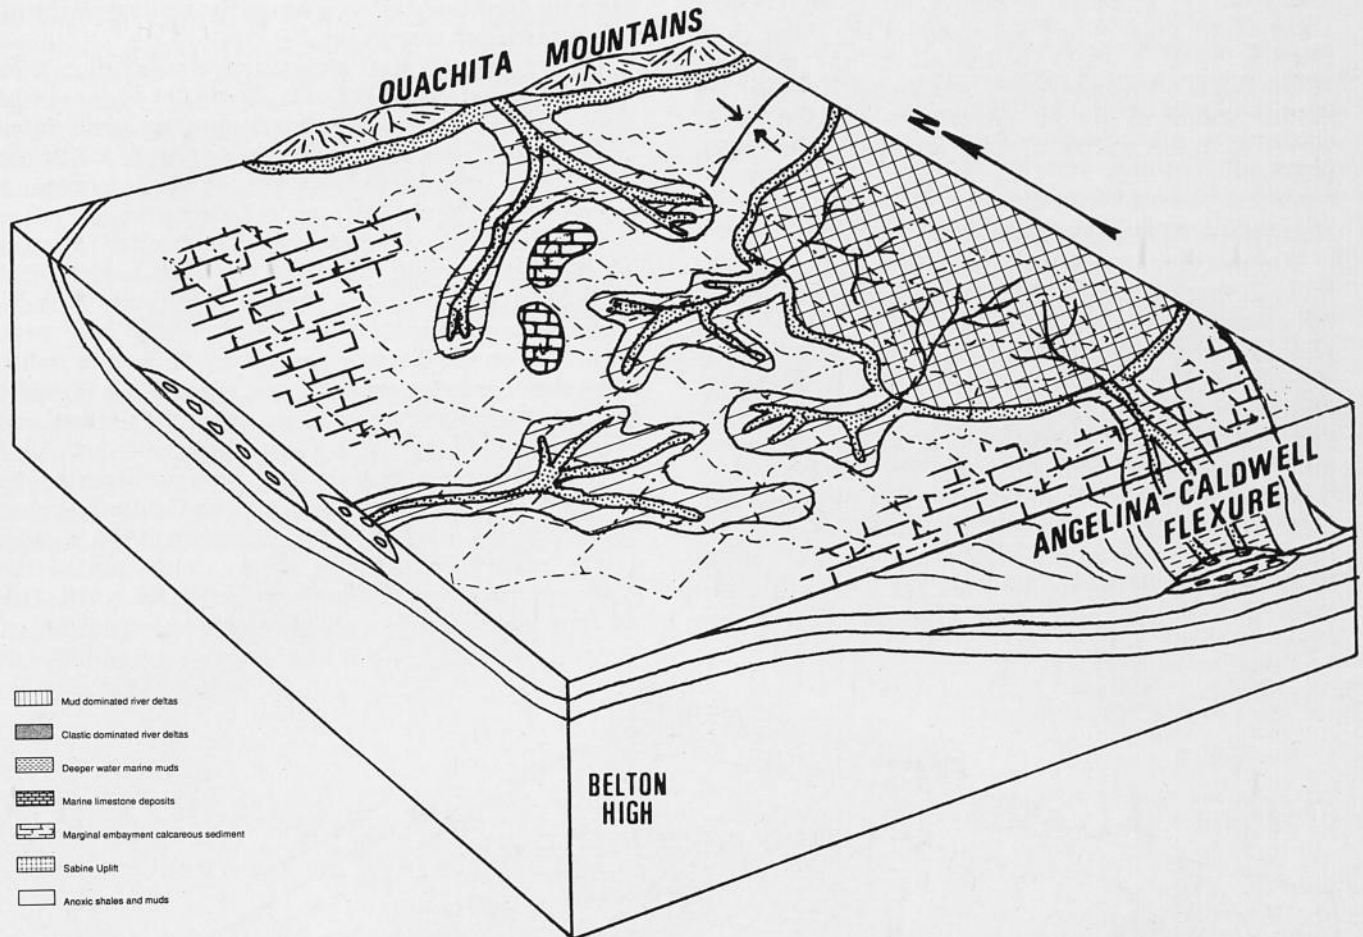 OUACHITA MOUNTAINS
N
ANGELINA-CALDWELL
FLEXURE
BELTON
HIGH
Mud dominated river deltas
Clastic dominated river deltas
Deeper water marine muds
Marine limestone deposits
Marginal embayment calcareous sediment
Sabine Uplift
Anoxic shales and muds